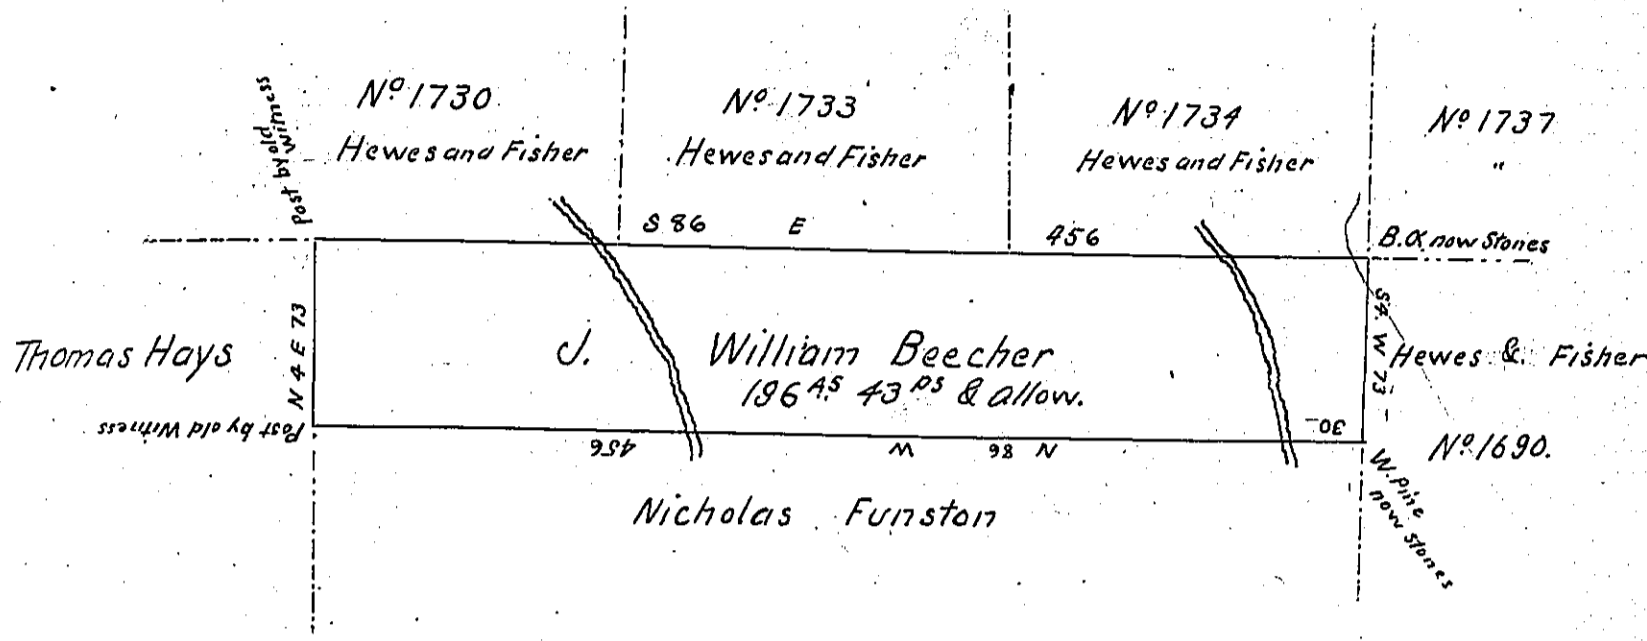 Nº 1730
Hewes and Fisher
Nº 1733
Hewes and Fisher
Nº 1734
Hewes and Fisher
Nº 1737
"
Post by old
Witness
S 86 E 456
B.O. now Stones
Thomas Hays
N 4 E 73
J. William Beecher
196 As. 43 ps & allow.
S4. W 73 -
Hewes & Fisher
Nº 1690.
Post by old Witness
N 86 W 456
30
W. pine
now stones
Nicholas Funston